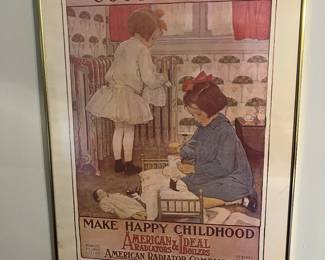 MAKE HAPPY CHILDHOOD
AMERICAN & IDEAL
RADIATORS BOILERS
AMERICAN RADIATOR COMPANY